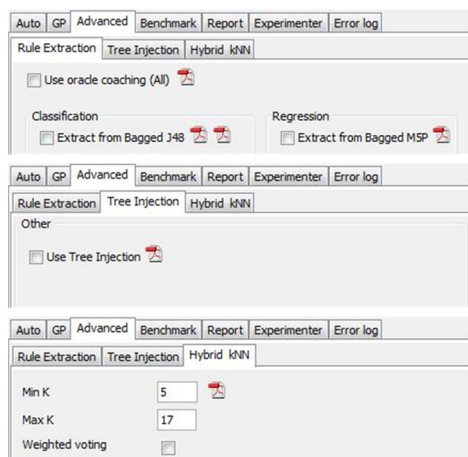 Auto GP Advanced Benchmark Report Experimenter Error log
Rule Extraction Tree Injection Hybrid kNN
Use oracle coaching (All)
Classification Regression
Extract from Bagged J48 Extract from Bagged M5P
Auto GP Advanced Benchmark Report Experimenter Error log
Rule Extraction Tree Injection Hybrid kNN
Other
Use Tree Injection
Auto GP Advanced Benchmark Report Experimenter Error log
Rule Extraction Tree Injection Hybrid kNN
Min K 5
Max K 17
Weighted voting